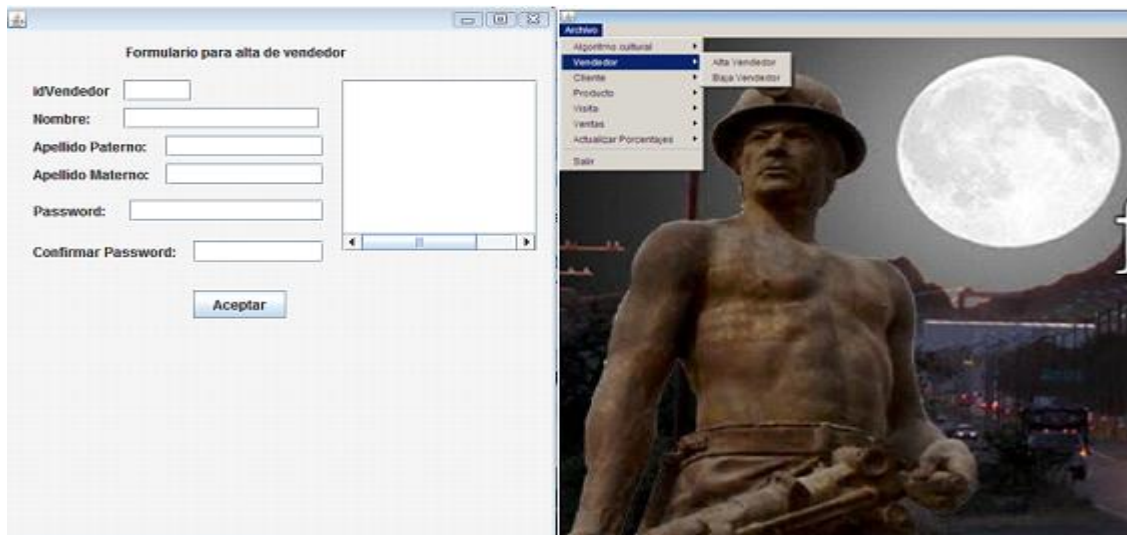 Formulario para alta de vendedor
idVendedor
Nombre:
Apellido Paterno:
Apellido Materno:
Password:
Confirmar Password:
Aceptar
Archivo
Algoritmo cultural
Vendedor
Cliente
Producto
Visita
Ventas
Actualizar Porcentajes
Salir
Alta Vendedor
Baja Vendedor
f